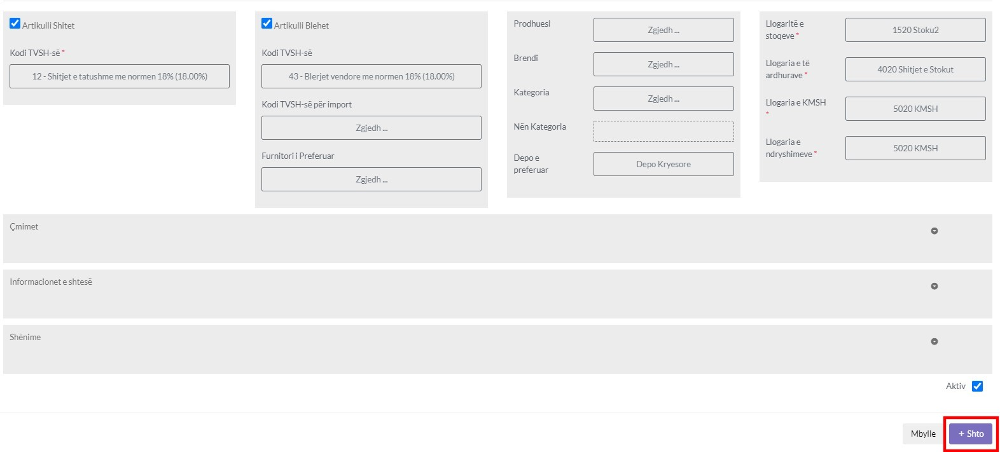 Artikulli Shitet
Kodi TVSH-së *
12 - Shitjet e tatushme me normen 18% (18.00%)
Artikulli Blehet
Kodi TVSH-së
43 - Blerjet vendore me normen 18% (18.00%)
Kodi TVSH-së për import
Zgjedh ...
Furnitori i Preferuar
Zgjedh ...
Prodhuesi
Zgjedh ...
Brendi
Zgjedh ...
Kategoria
Zgjedh ...
Nën Kategoria
Depo e
preferuar
Depo Kryesore
Llogaritë e
stoqeve *
1520 Stoku2
Llogaria e të
ardhurave *
4020 Shitjet e Stokut
Llogaria e KMSH
*
5020 KMSH
Llogaria e
ndryshimeve *
5020 KMSH
Çmimet
Informacionet e shtesë
Shënime
Aktiv
Mbylle
+ Shto